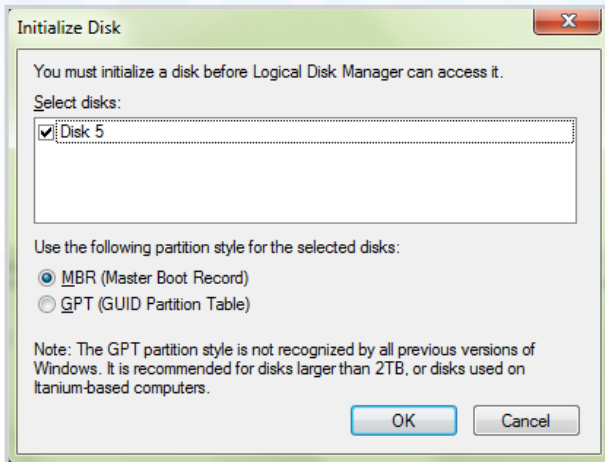 Initialize Disk
You must initialize a disk before Logical Disk Manager can access it.
Select disks:
Disk 5
Use the following partition style for the selected disks:
MBR (Master Boot Record)
GPT (GUID Partition Table)
Note: The GPT partition style is not recognized by all previous versions of
Windows. It is recommended for disks larger than 2TB, or disks used on
Itanium-based computers.
OK Cancel